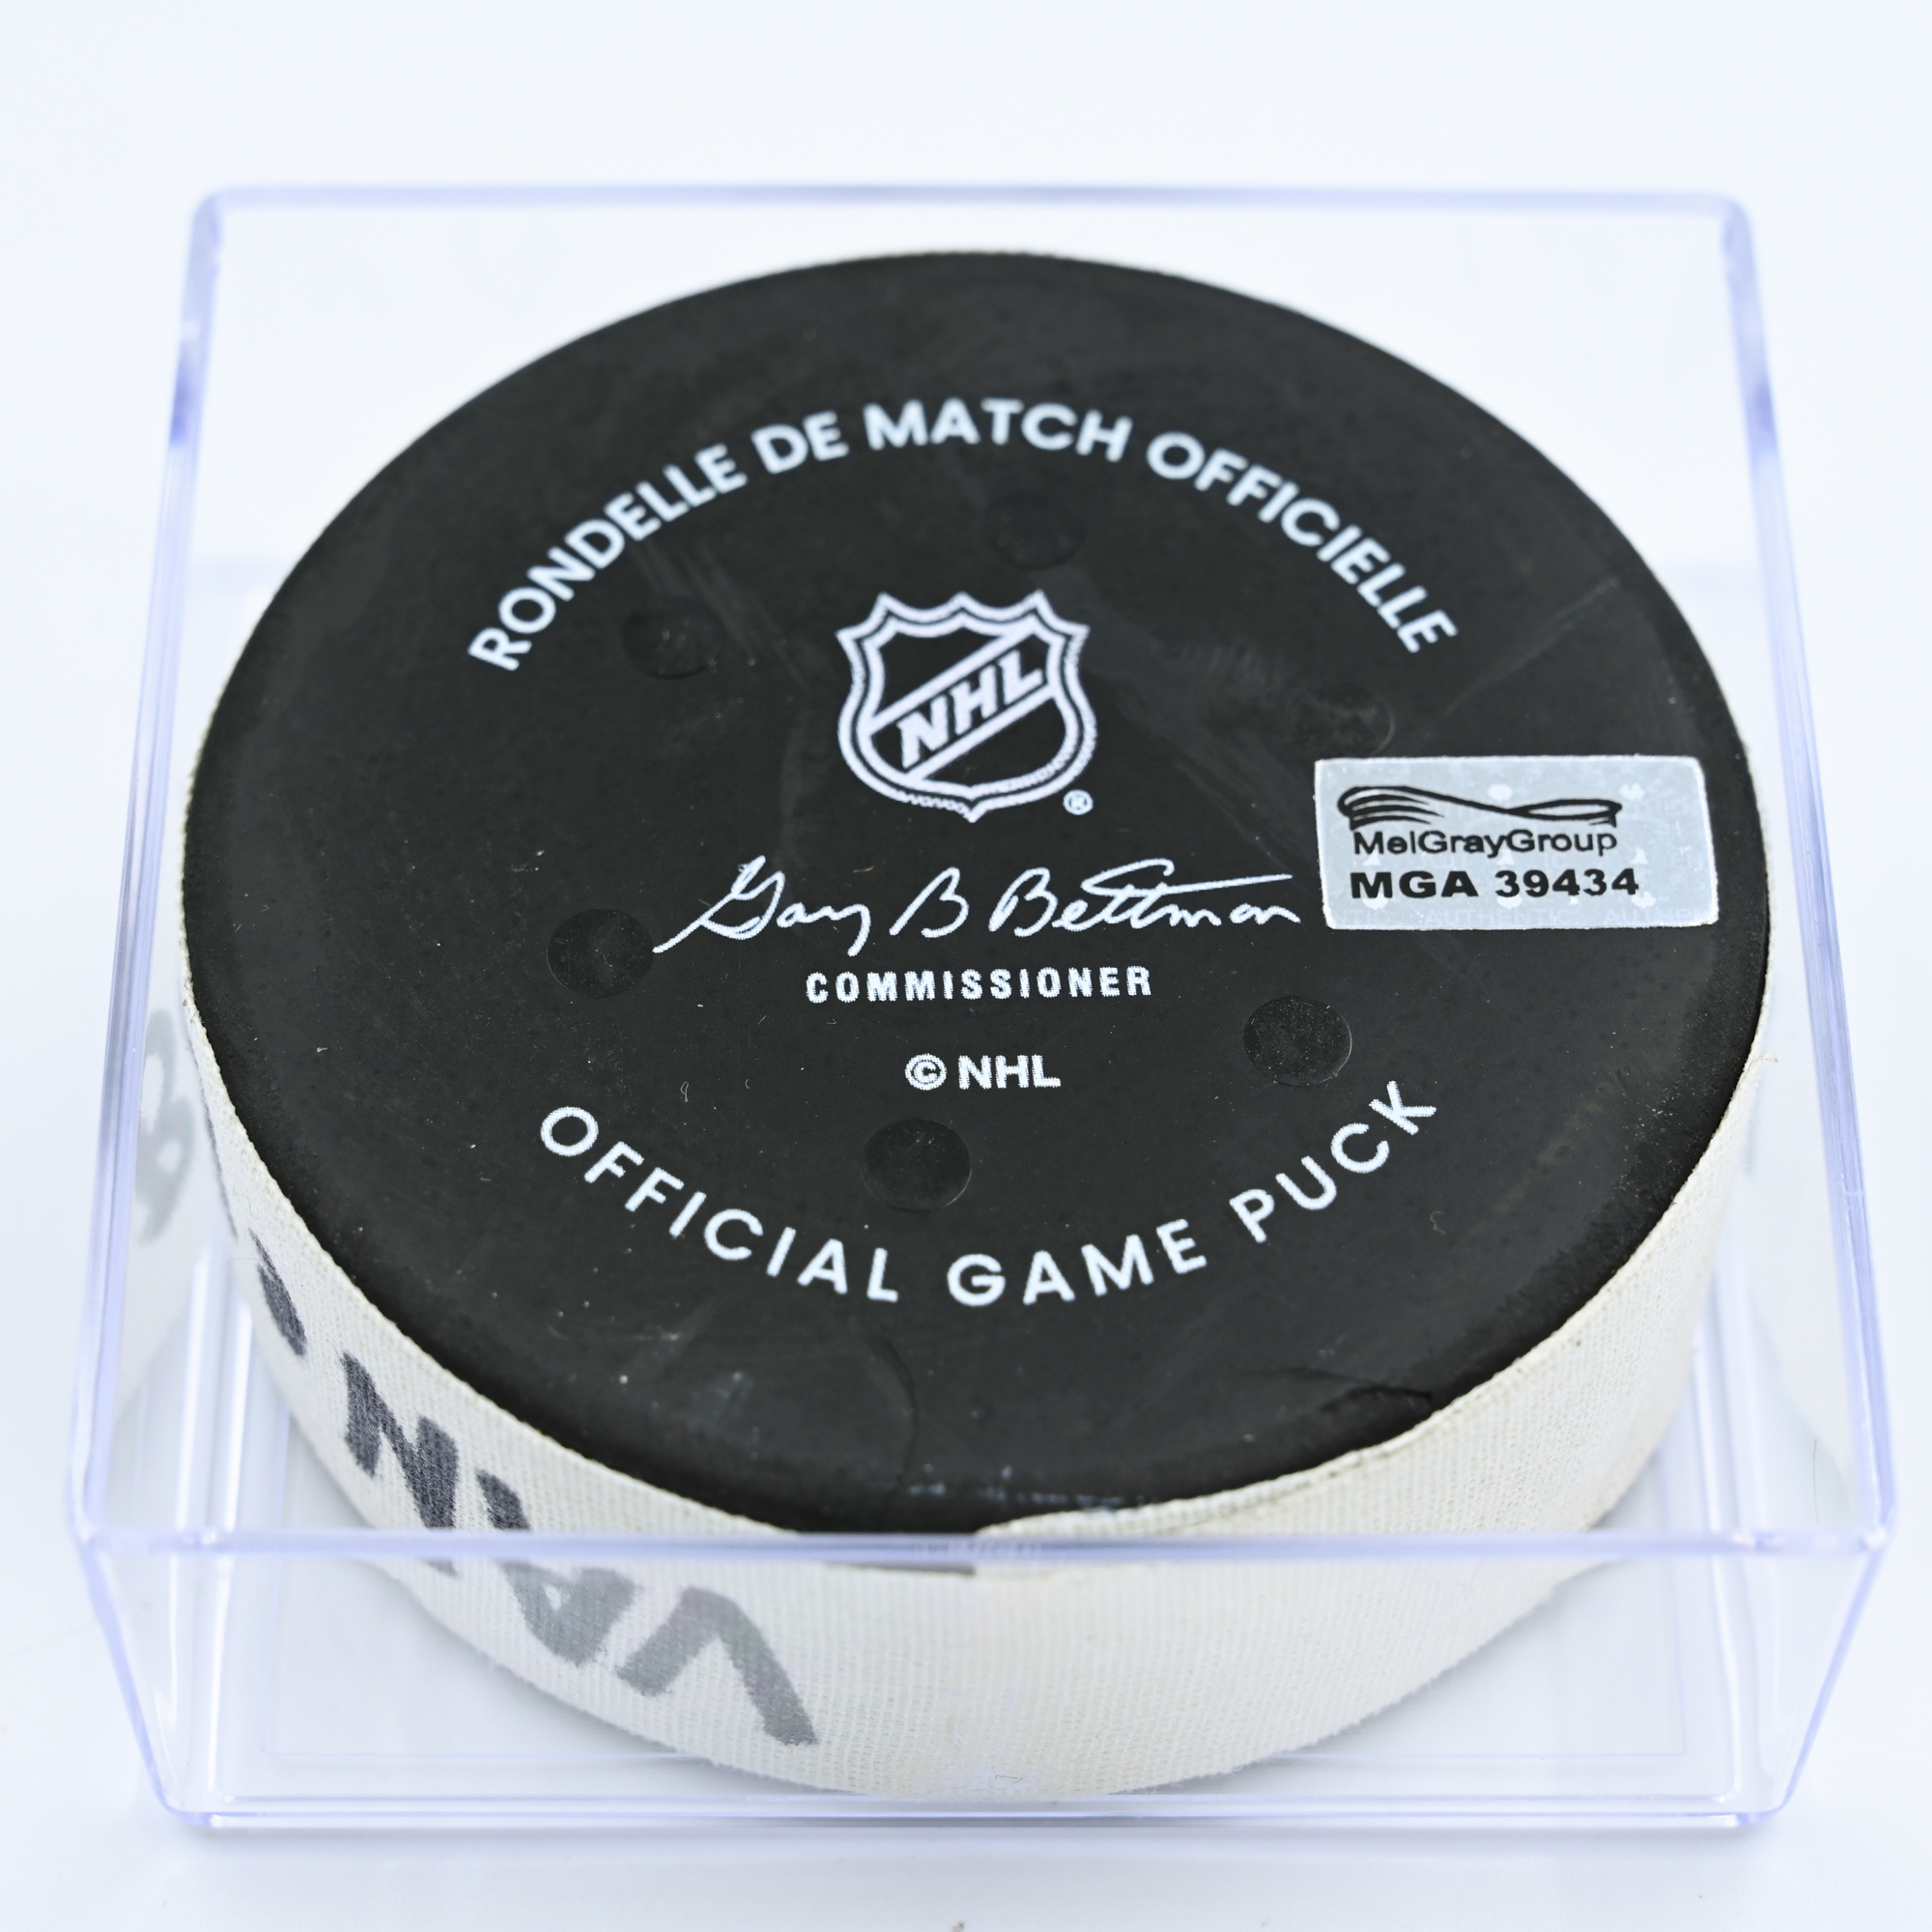 RONDELLE DE MATCH OFFICIELLE
NHL
®
Gary B Bettman
COMMISSIONER
© NHL
OFFICIAL GAME PUCK
MelGrayGroup
MGA 39434
VAN